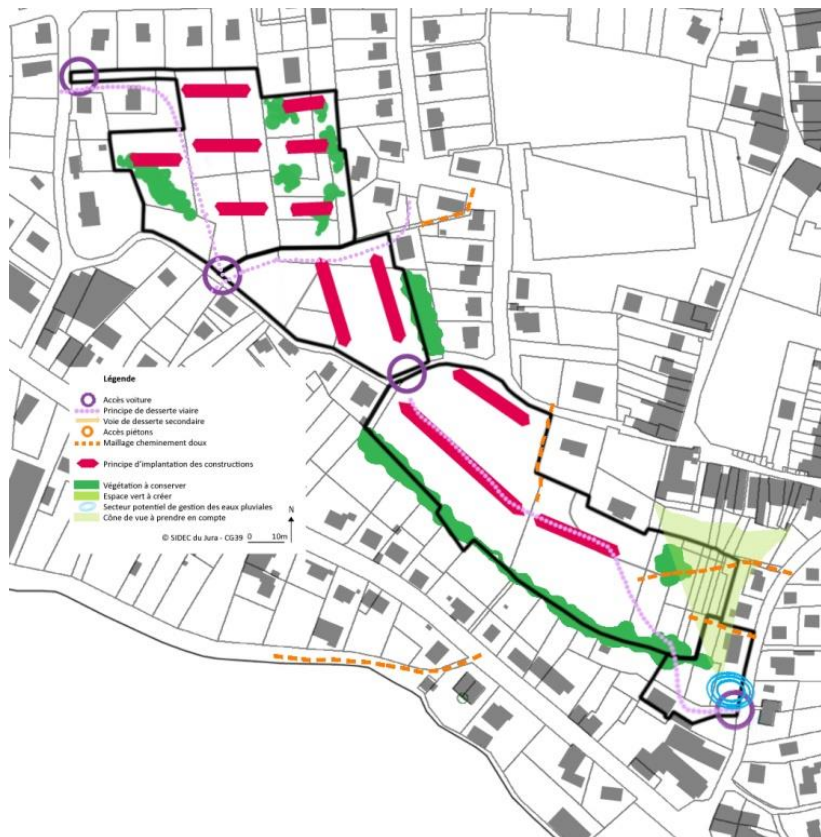 Légende
Accès voiture
Principe de desserte viaire
Voie de desserte secondaire
Accès piétons
Maillage cheminement doux
Principe d'implantation des constructions
Végétation à conserver
Espace vert à créer
Secteur potentiel de gestion des eaux pluviales
Cône de vue à prendre en compte
N
© SIDEC du Jura - CG39 0 10m